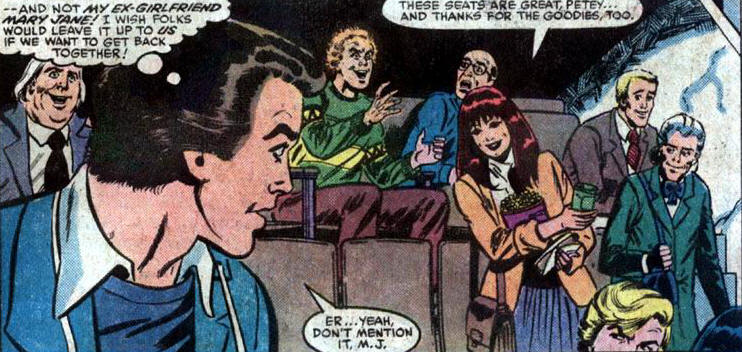 --AND NOT MY EX-GIRLFRIEND
MARY JANE! I WISH FOLKS
WOULD LEAVE IT UP TO US
IF WE WANT TO GET BACK
TOGETHER!
THESE SEATS ARE GREAT, PETEY...
AND THANKS FOR THE GOODIES, TOO.
ER...YEAH,
DON'T MENTION
IT, M.J.